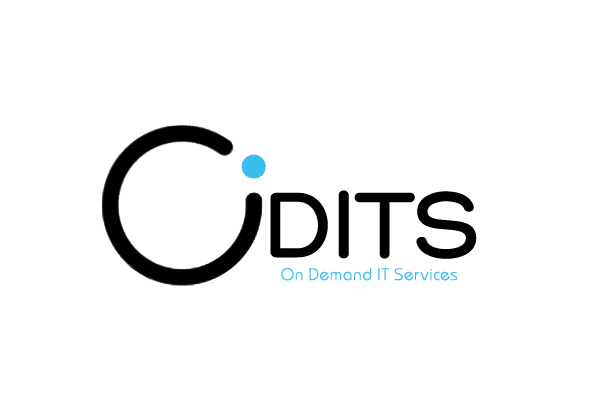 ODITS
On Demand IT Services